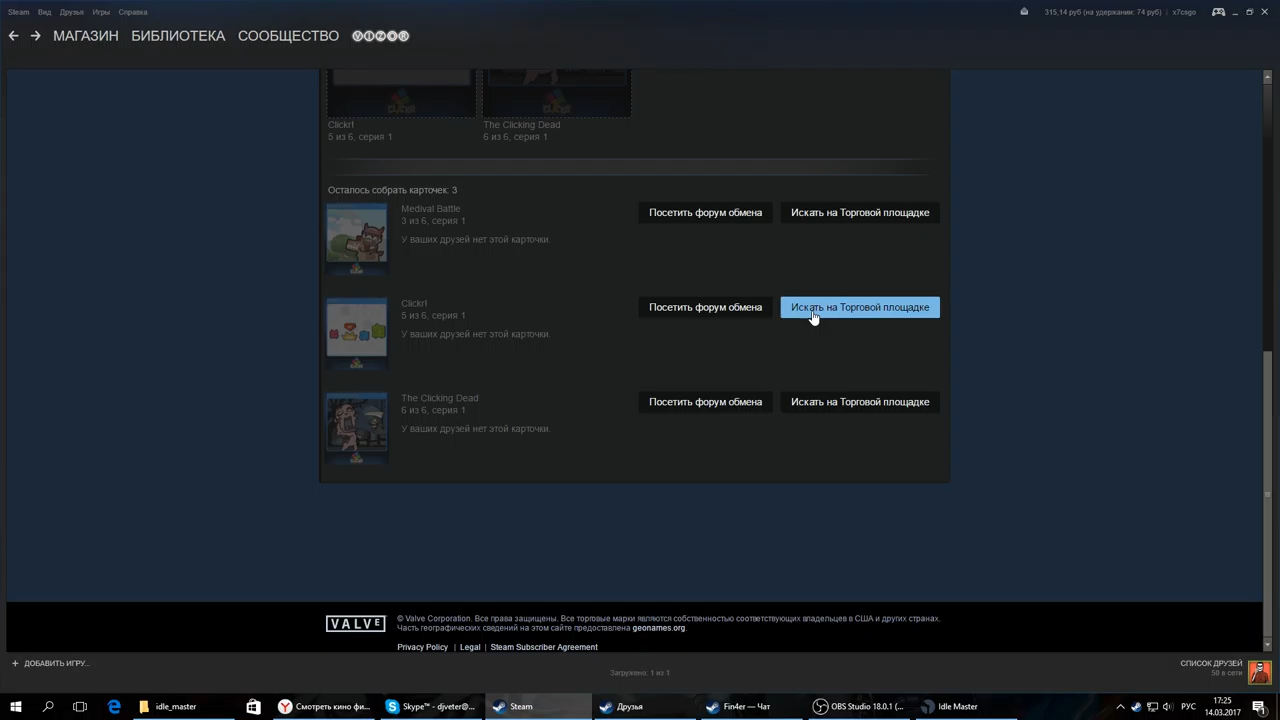 Steam Вид Друзья Игры Справка
315,14 руб (на удержании: 74 руб) x7csgo
МАГАЗИН БИБЛИОТЕКА СООБЩЕСТВО VIZOR
CLICKR
Clickr! The Clicking Dead
5 из 6, серия 1 6 из 6, серия 1
Осталось собрать карточек: 3
Medival Battle
3 из 6, серия 1
У ваших друзей нет этой карточки.
Посетить форум обмена Искать на Торговой площадке
Clickr!
5 из 6, серия 1
У ваших друзей нет этой карточки.
Посетить форум обмена Искать на Торговой площадке
The Clicking Dead
6 из 6, серия 1
У ваших друзей нет этой карточки.
Посетить форум обмена Искать на Торговой площадке
VALVE
© Valve Corporation. Все права защищены. Все торговые марки являются собственностью соответствующих владельцев в США и других странах.
Часть географических сведений на этом сайте предоставлена geonames.org.
Privacy Policy | Legal | Steam Subscriber Agreement
+ ДОБАВИТЬ ИГРУ...
Загружено: 1 из 1
СПИСОК ДРУЗЕЙ
50 в сети
idle_master
Смотреть кино фи...
Skype™ - djveter@...
Steam
Друзья
Fin4er — Чат
OBS Studio 18.0.1 (...
Idle Master
РУС
17:25
14.03.2017